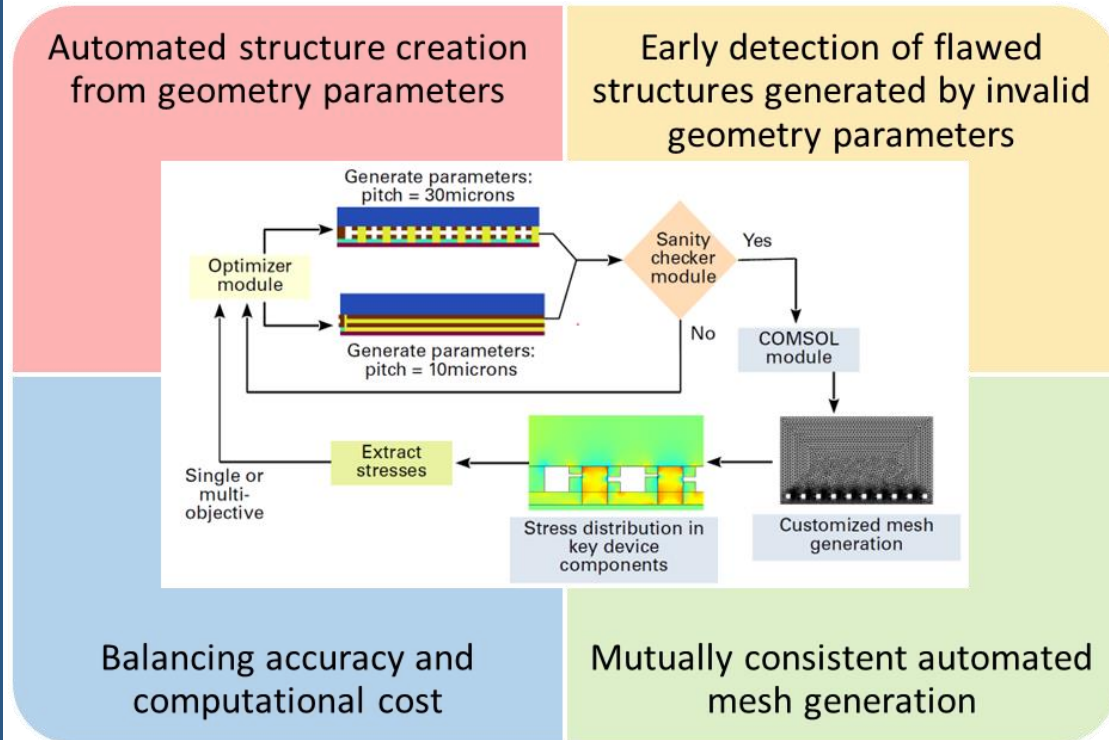 Automated structure creation
from geometry parameters
Early detection of flawed
structures generated by invalid
geometry parameters
Generate parameters:
pitch = 30microns
Optimizer
module
Sanity
checker
module
Yes
No
Generate parameters:
pitch = 10microns
COMSOL
module
Customized mesh
generation
Stress distribution in
key device
components
Extract
stresses
Single or
multi-
objective
Balancing accuracy and
computational cost
Mutually consistent automated
mesh generation